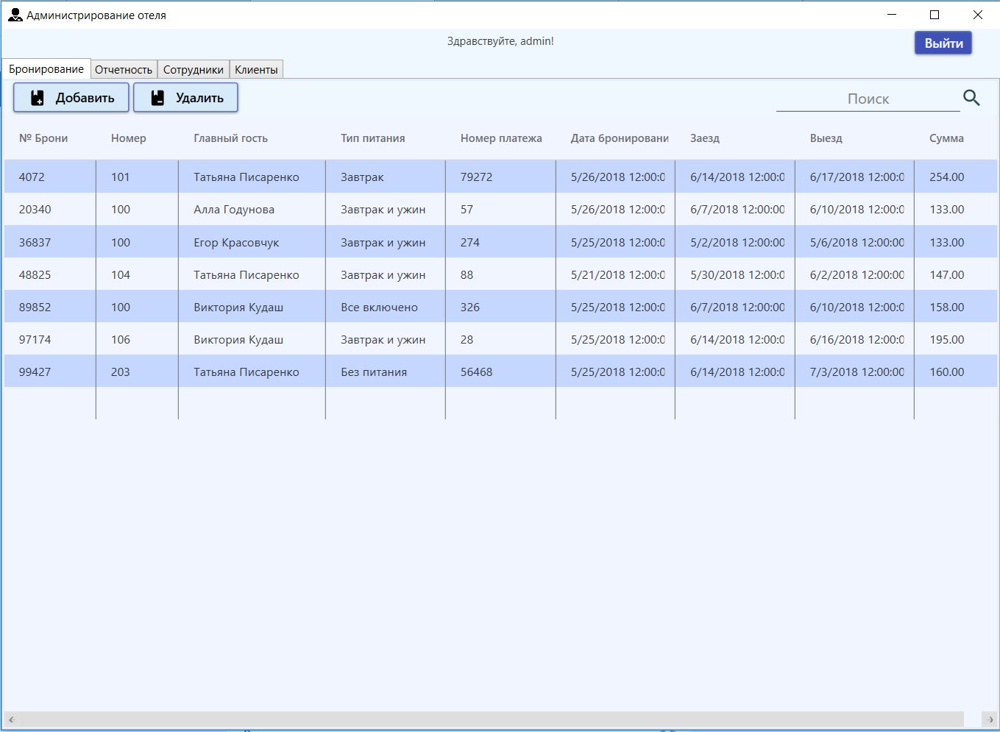 Администрирование отеля
Здравствуйте, admin!
Выйти
Бронирование Отчетность Сотрудники Клиенты
Добавить Удалить Поиск
№ Брони Номер Главный гость Тип питания Номер платежа Дата бронировани Заезд Выезд Сумма
4072 101 Татьяна Писаренко Завтрак 79272 5/26/2018 12:00:0 6/14/2018 12:00:0 6/17/2018 12:00:0 254.00
20340 100 Алла Годунова Завтрак и ужин 57 5/26/2018 12:00:0 6/7/2018 12:00:00 6/10/2018 12:00:0 133.00
36837 100 Егор Красовчук Завтрак и ужин 274 5/25/2018 12:00:0 5/2/2018 12:00:00 5/6/2018 12:00:00 133.00
48825 104 Татьяна Писаренко Завтрак и ужин 88 5/21/2018 12:00:0 5/30/2018 12:00:0 6/2/2018 12:00:00 147.00
89852 100 Виктория Кудаш Все включено 326 5/25/2018 12:00:0 6/7/2018 12:00:00 6/10/2018 12:00:0 158.00
97174 106 Виктория Кудаш Завтрак и ужин 28 5/25/2018 12:00:0 6/14/2018 12:00:0 6/16/2018 12:00:0 195.00
99427 203 Татьяна Писаренко Без питания 56468 5/25/2018 12:00:0 6/14/2018 12:00:0 7/3/2018 12:00:00 160.00